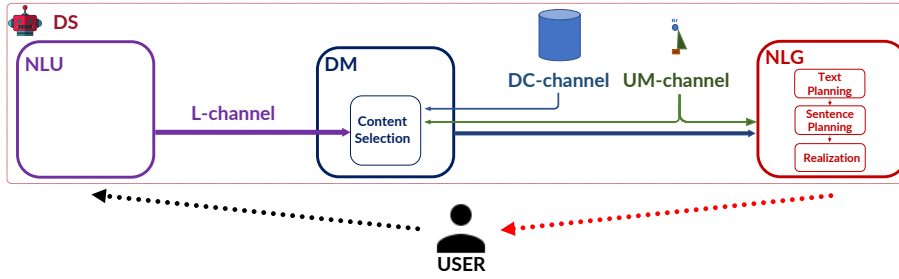 DS
NLU
DM
NLG
DC-channel
UM-channel
L-channel
Content
Selection
Text
Planning
Sentence
Planning
Realization
USER